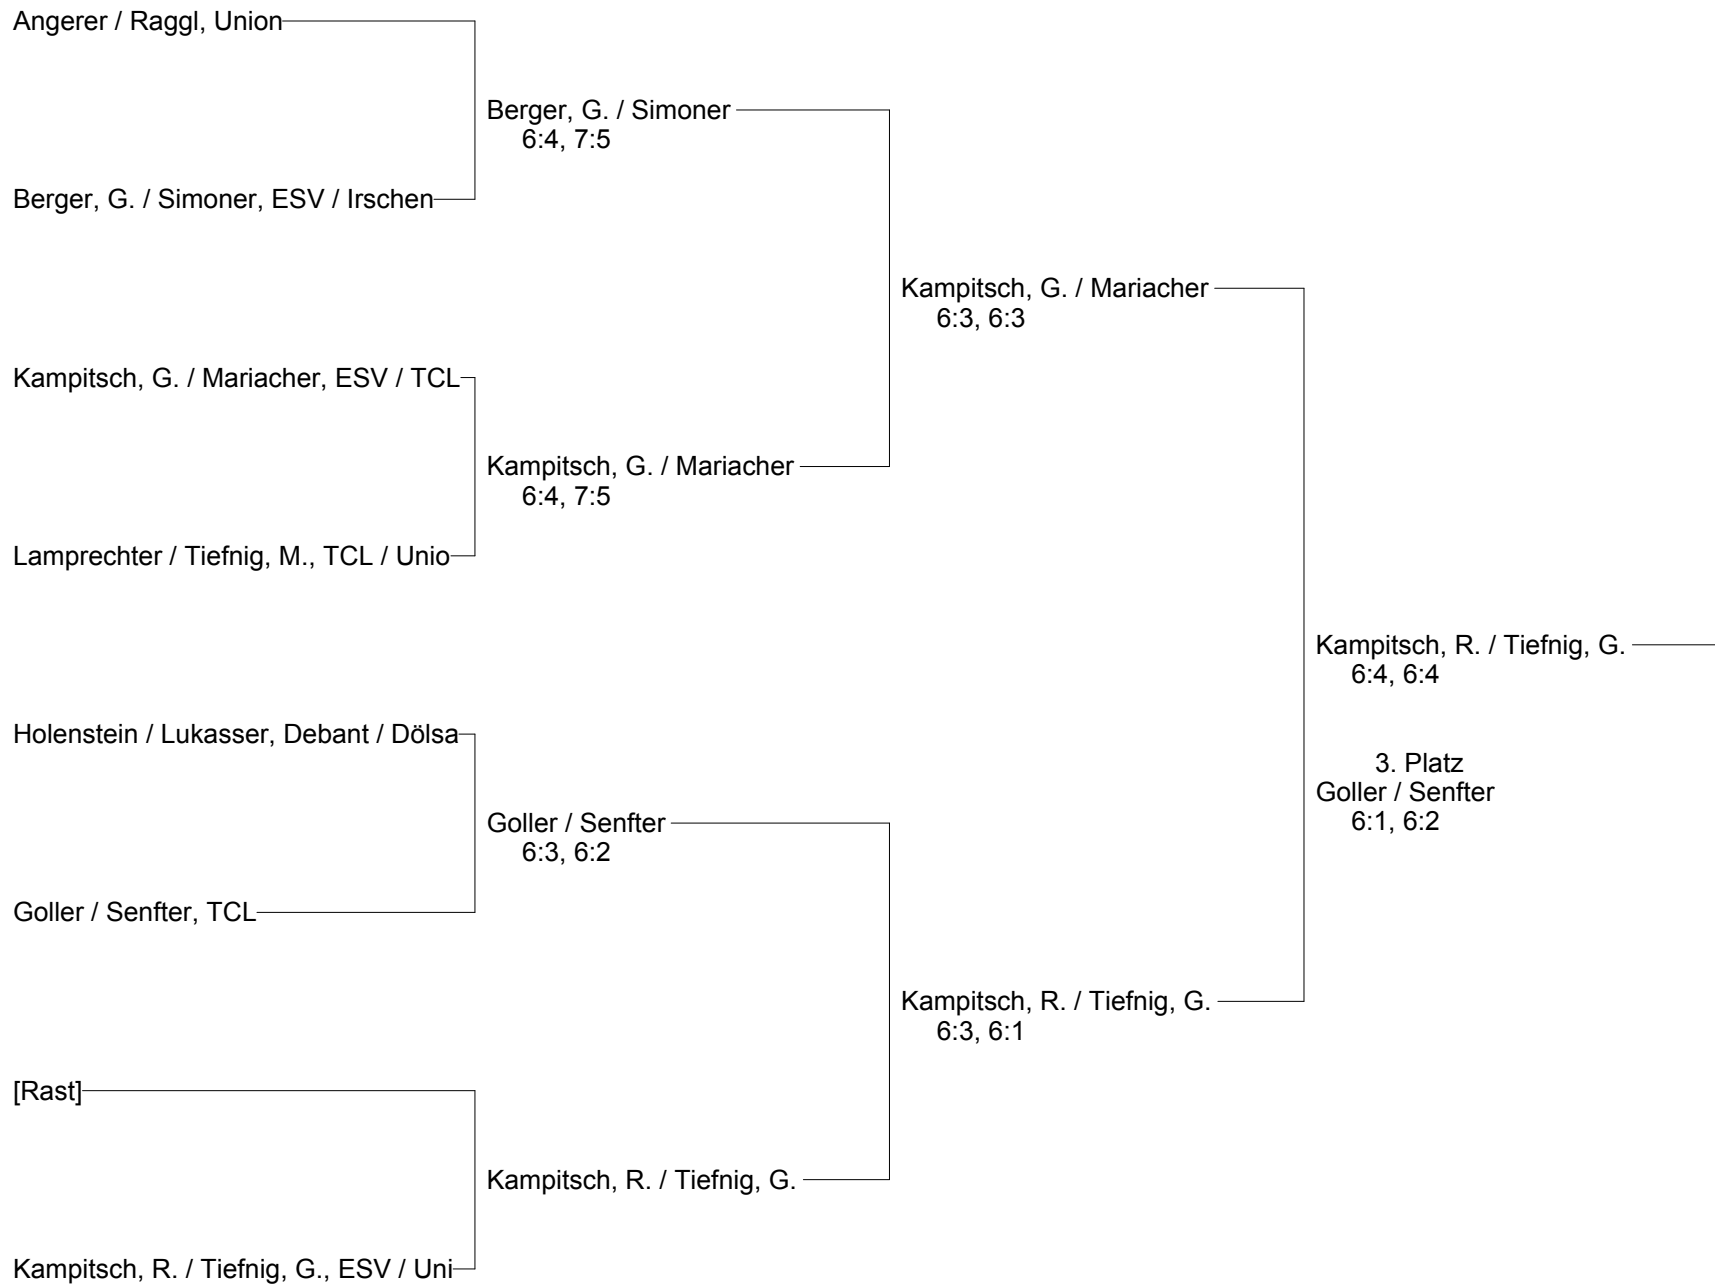 Angerer / Raggl, Union
Berger, G. / Simoner
6:4, 7:5
Berger, G. / Simoner, ESV / Irschen
Kampitsch, G. / Mariacher
6:3, 6:3
Kampitsch, G. / Mariacher, ESV / TCL
Kampitsch, G. / Mariacher
6:4, 7:5
Lamprechter / Tiefnig, M., TCL / Unio
Kampitsch, R. / Tiefnig, G.
6:4, 6:4
Holenstein / Lukasser, Debant / Dölsa
3. Platz
Goller / Senfter
6:1, 6:2
Goller / Senfter
6:3, 6:2
Goller / Senfter, TCL
Kampitsch, R. / Tiefnig, G.
6:3, 6:1
[Rast]
Kampitsch, R. / Tiefnig, G.
Kampitsch, R. / Tiefnig, G., ESV / Uni